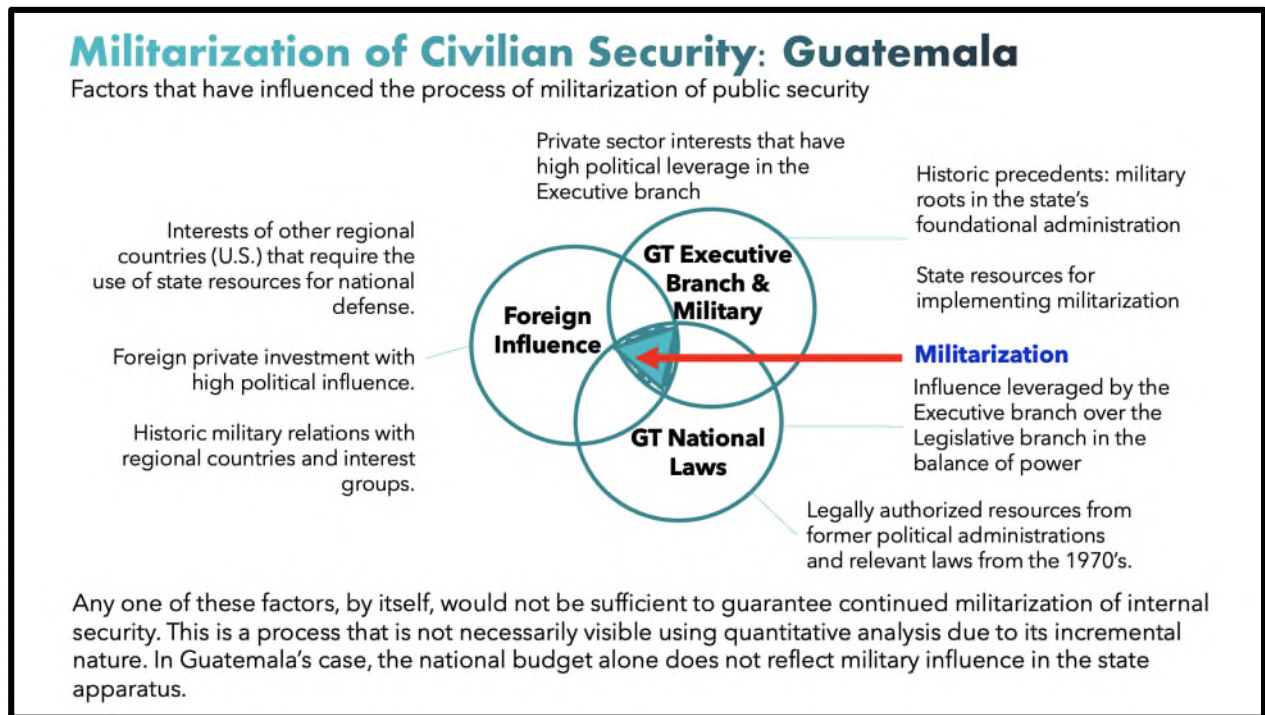 Militarization of Civilian Security: Guatemala
Factors that have influenced the process of militarization of public security
Private sector interests that have
high political leverage in the
Executive branch
Historic precedents: military
roots in the state's
foundational administration
State resources for
implementing militarization
Interests of other regional
countries (U.S.) that require the
use of state resources for national
defense.
Foreign private investment with
high political influence.
Historic military relations with
regional countries and interest
groups.
GT Executive
Branch &
Military
Foreign
Influence
GT National
Laws
Militarization
Influence leveraged by the
Executive branch over the
Legislative branch in the
balance of power
Legally authorized resources from
former political administrations
and relevant laws from the 1970's.
Any one of these factors, by itself, would not be sufficient to guarantee continued militarization of internal
security. This is a process that is not necessarily visible using quantitative analysis due to its incremental
nature. In Guatemala's case, the national budget alone does not reflect military influence in the state
apparatus.